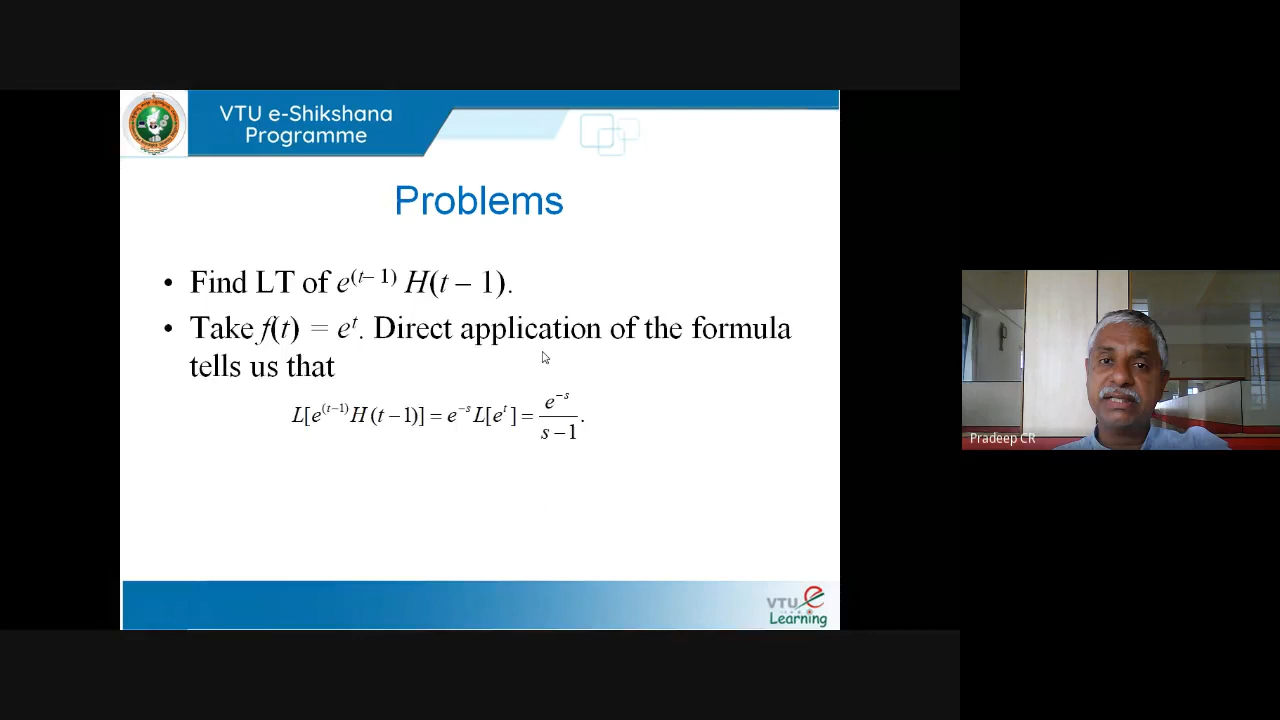 VTU e-Shikshana
Programme
Problems
• Find LT of e^(t–1) H(t – 1).
• Take f(t) = e^t. Direct application of the formula
tells us that
L[e^(t–1) H(t – 1)] = e^–s L[e^t] = e^–s / (s – 1).
Pradeep CR
VTU e
Learning